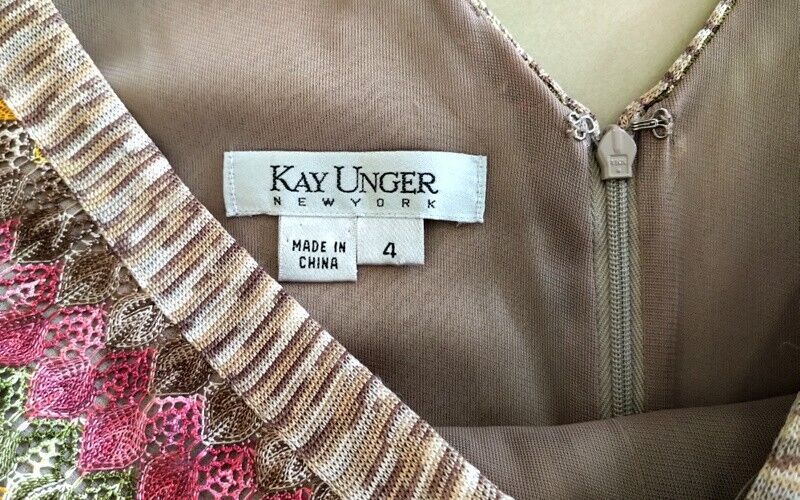 KAY UNGER
NEW YORK
MADE IN
CHINA
4